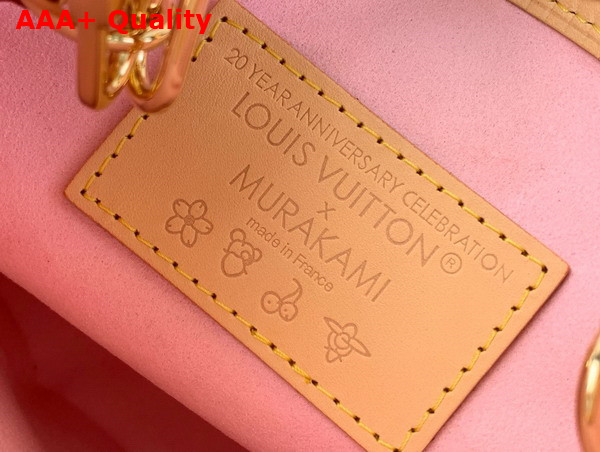 AAA+ Quality
20 YEAR ANNIVERSARY CELEBRATION
LOUIS VUITTON®
×
MURAKAMI
made in France